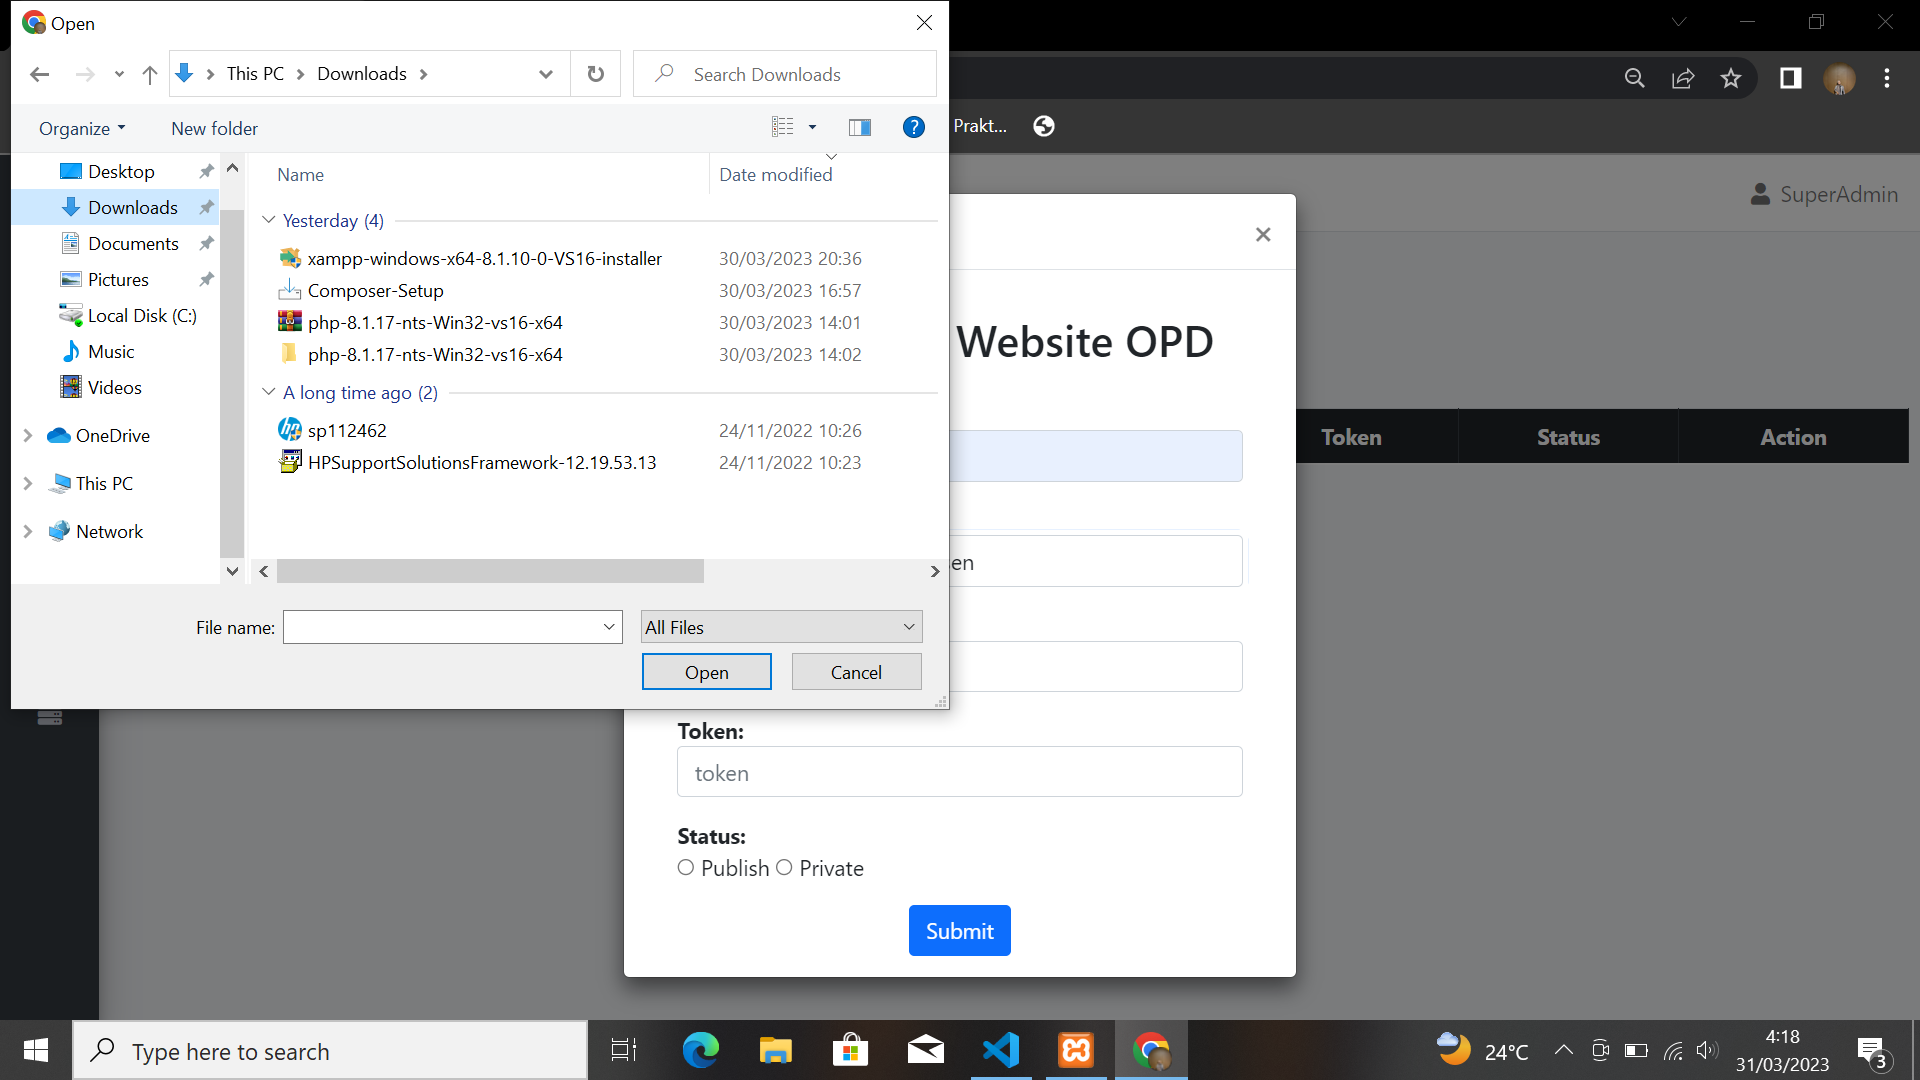 Open
This PC
Downloads
Search Downloads
Organize
New folder
Prakt...
Desktop
Downloads
Documents
Pictures
Local Disk (C:)
Music
Videos
OneDrive
This PC
Network
Name
Date modified
Yesterday (4)
xampp-windows-x64-8.1.10-0-VS16-installer 30/03/2023 20:36
Composer-Setup 30/03/2023 16:57
php-8.1.17-nts-Win32-vs16-x64 30/03/2023 14:01
php-8.1.17-nts-Win32-vs16-x64 30/03/2023 14:02
A long time ago (2)
sp112462 24/11/2022 10:26
HPSupportSolutionsFramework-12.19.53.13 24/11/2022 10:23
File name:
All Files
Open
Cancel
SuperAdmin
×
Website OPD
Token Status Action
Token:
token
Status:
Publish Private
Submit
Type here to search
24°C
4:18
31/03/2023
3